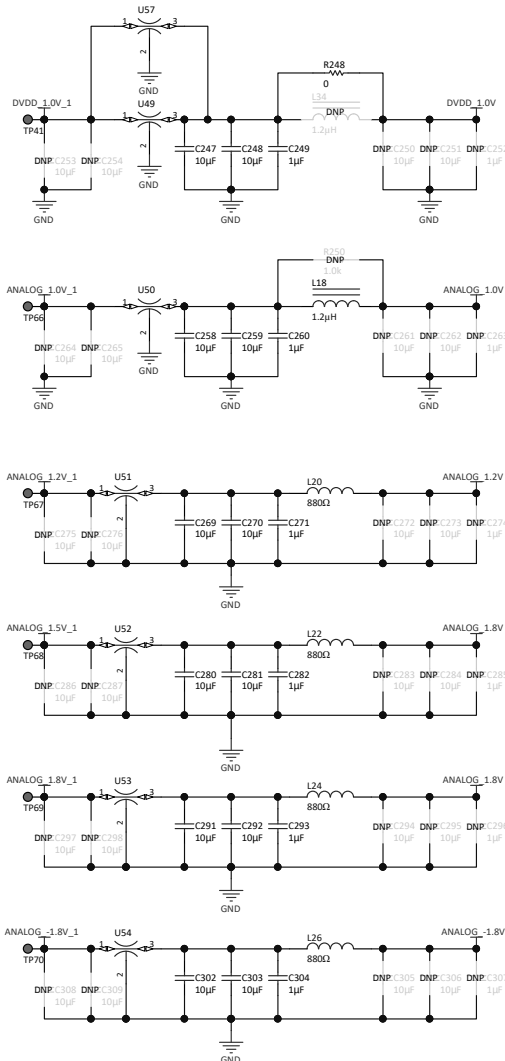 U57
1 3
2
GND
R248
0
DVDD_1.0V_1
U49
L34
DNP
1.2µH
DVDD_1.0V
TP41
1 3
2
GND
DNP C253 10µF
DNP C254 10µF
C247 10µF
C248 10µF
C249 1µF
DNP C250 10µF
DNP C251 10µF
DNP C252 1µF
GND
GND
GND
R250
DNP
1.0k
ANALOG_1.0V_1
U50
L18
1.2µH
ANALOG_1.0V
TP66
1 3
2
GND
DNP C264 10µF
DNP C265 10µF
C258 10µF
C259 10µF
C260 1µF
DNP C261 10µF
DNP C262 10µF
DNP C263 1µF
GND
GND
GND
ANALOG_1.2V_1
U51
L20
880Ω
ANALOG_1.2V
TP67
1 3
2
DNP C275 10µF
DNP C276 10µF
C269 10µF
C270 10µF
C271 1µF
DNP C272 10µF
DNP C273 10µF
DNP C274 1µF
GND
ANALOG_1.5V_1
U52
L22
880Ω
ANALOG_1.8V
TP68
1 3
2
DNP C286 10µF
DNP C287 10µF
C280 10µF
C281 10µF
C282 1µF
DNP C283 10µF
DNP C284 10µF
DNP C285 1µF
GND
ANALOG_1.8V_1
U53
L24
880Ω
ANALOG_1.8V
TP69
1 3
2
DNP C297 10µF
DNP C298 10µF
C291 10µF
C292 10µF
C293 1µF
DNP C294 10µF
DNP C295 10µF
DNP C296 1µF
GND
ANALOG_-1.8V_1
U54
L26
880Ω
ANALOG_-1.8V
TP70
1 3
2
DNP C308 10µF
DNP C309 10µF
C302 10µF
C303 10µF
C304 1µF
DNP C305 10µF
DNP C306 10µF
DNP C307 1µF
GND